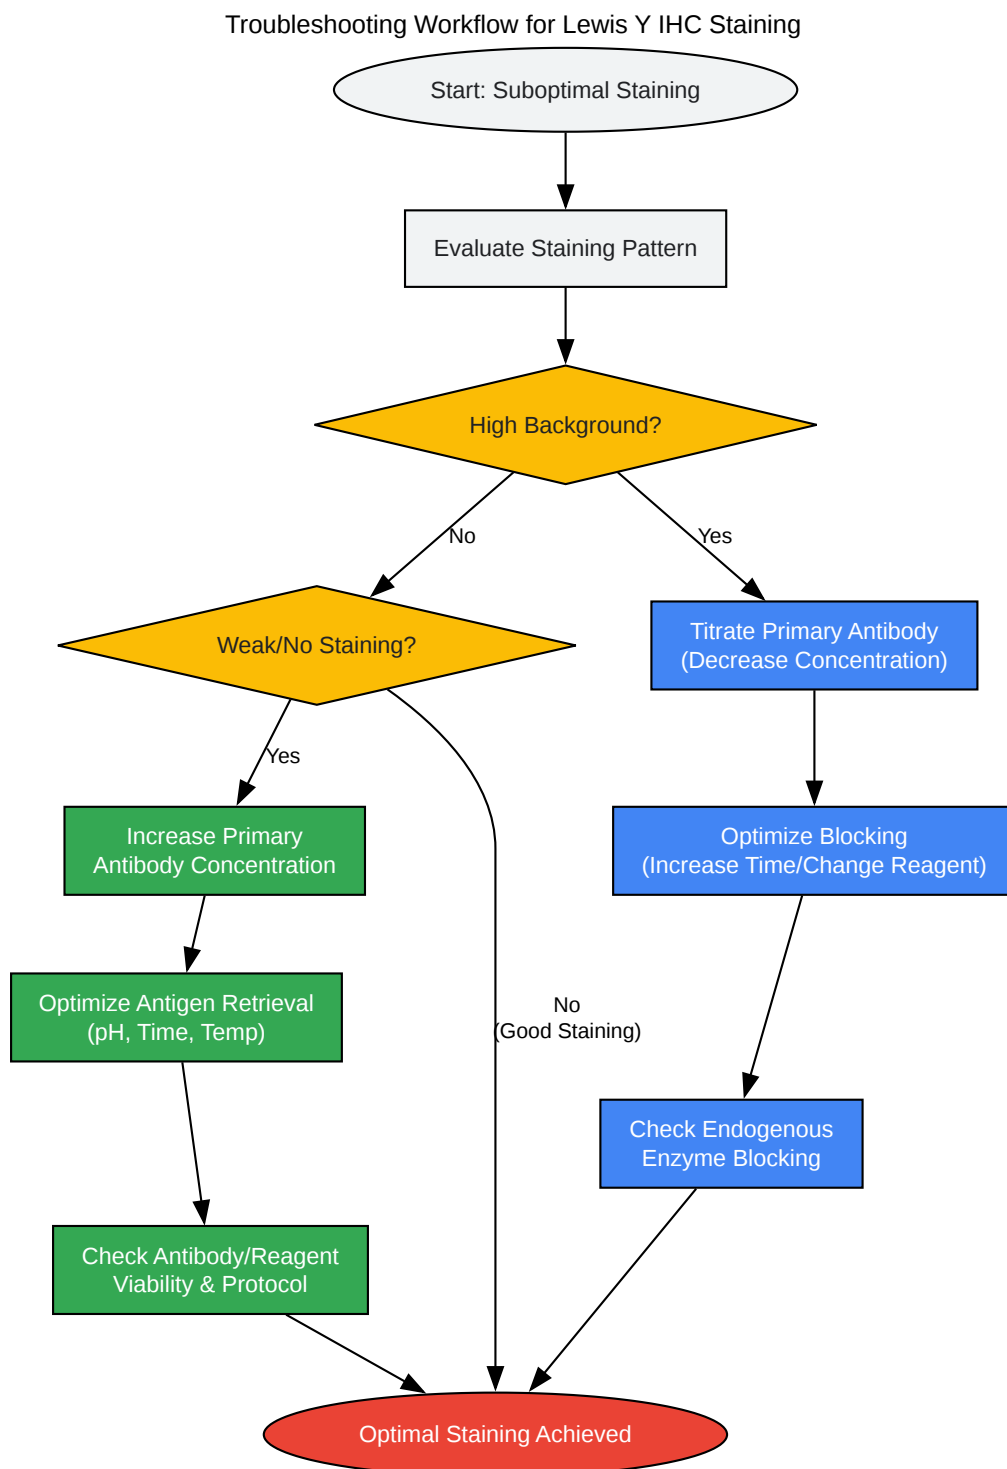 Troubleshooting Workflow for Lewis Y IHC Staining
Start: Suboptimal Staining
Evaluate Staining Pattern
High Background?
No
Yes
Weak/No Staining?
Titrate Primary Antibody
(Decrease Concentration)
Yes
Increase Primary
Antibody Concentration
Optimize Blocking
(Increase Time/Change Reagent)
Optimize Antigen Retrieval
(pH, Time, Temp)
No
(Good Staining)
Check Endogenous
Enzyme Blocking
Check Antibody/Reagent
Viability & Protocol
Optimal Staining Achieved